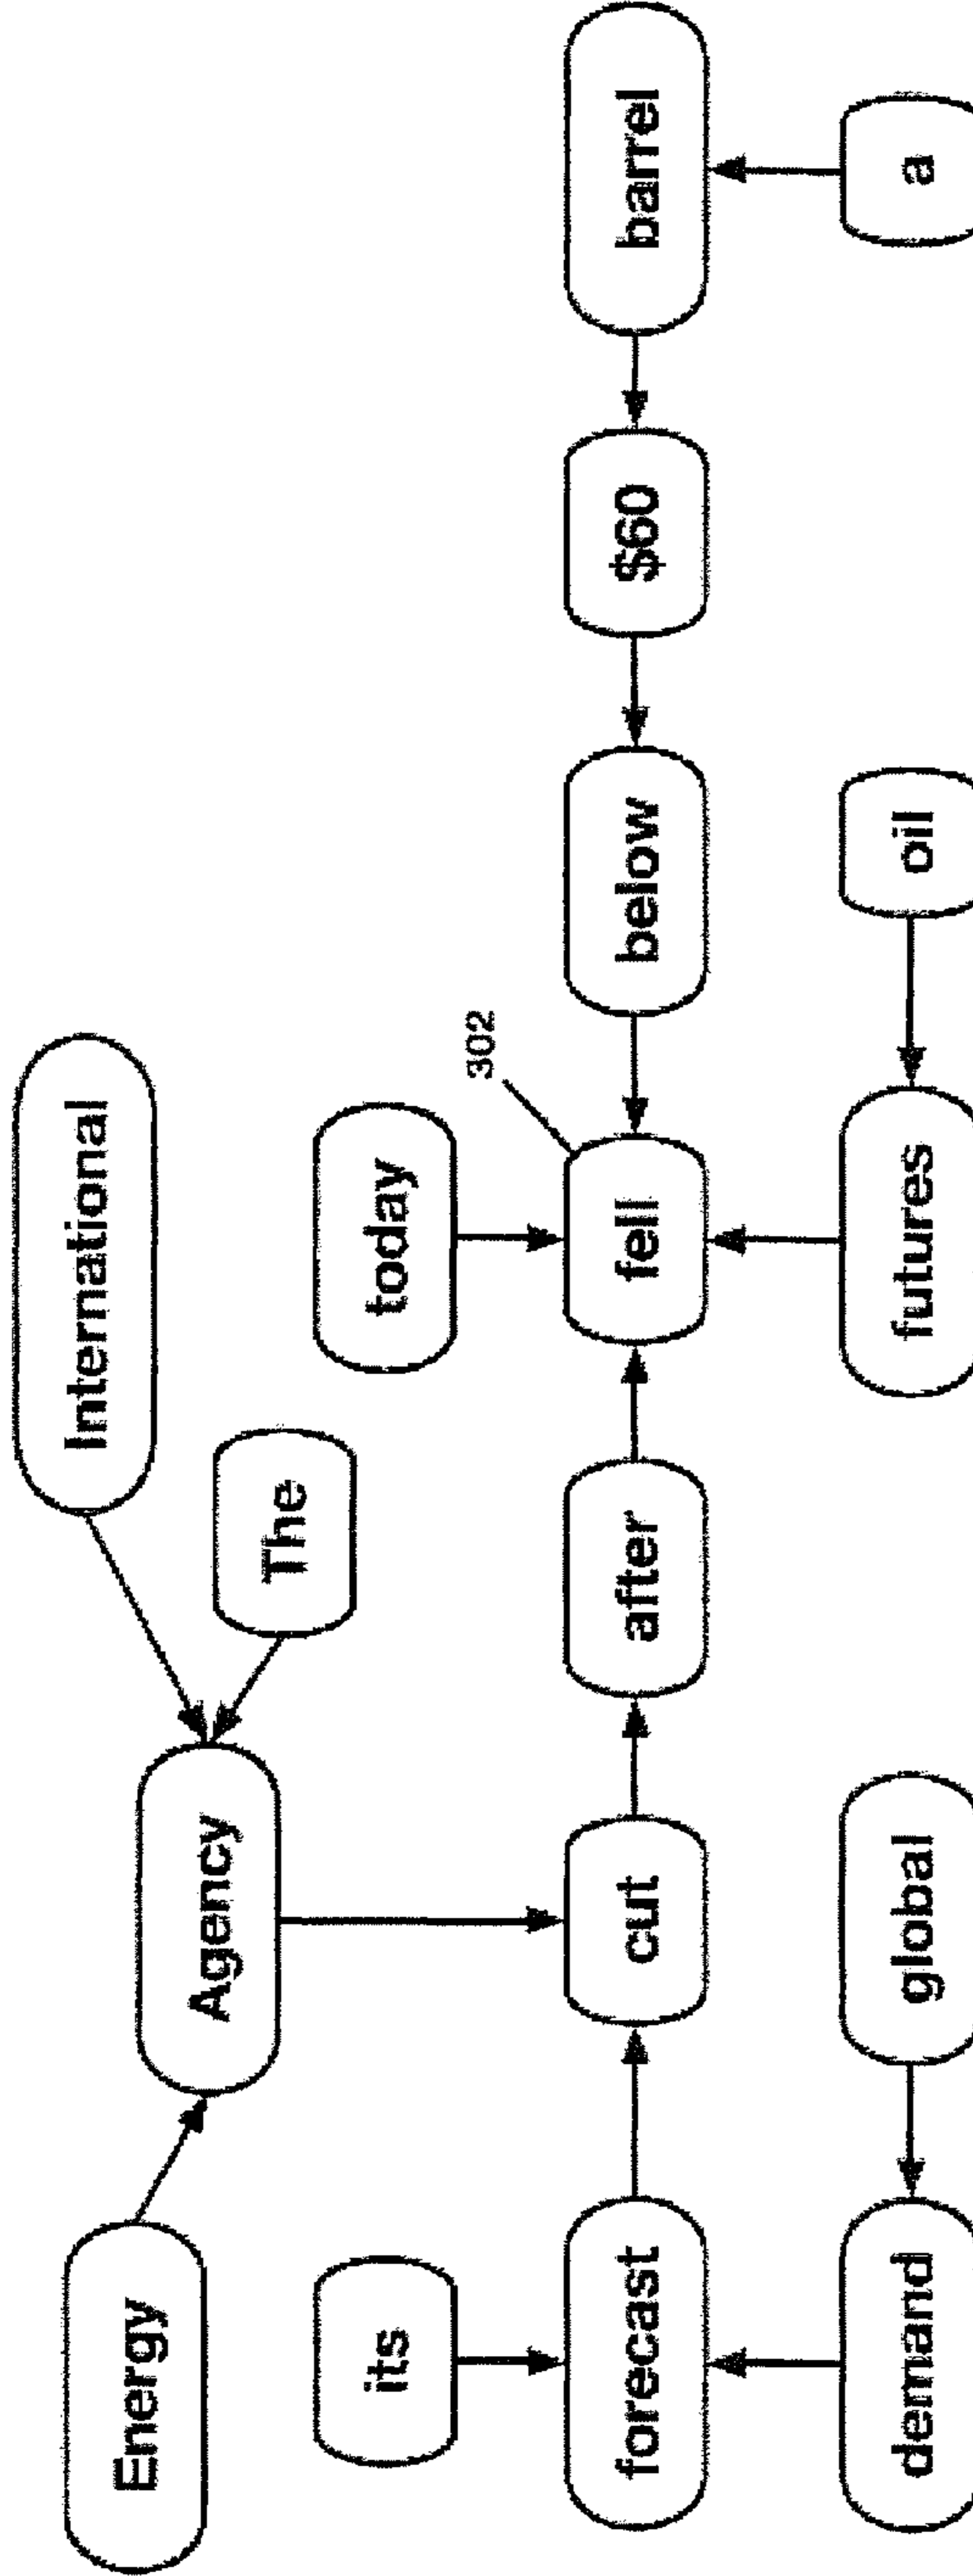 International
Energy
Agency
The
its
today
302
forecast
cut
after
fell
below
$60
barrel
demand
global
futures
oil
a